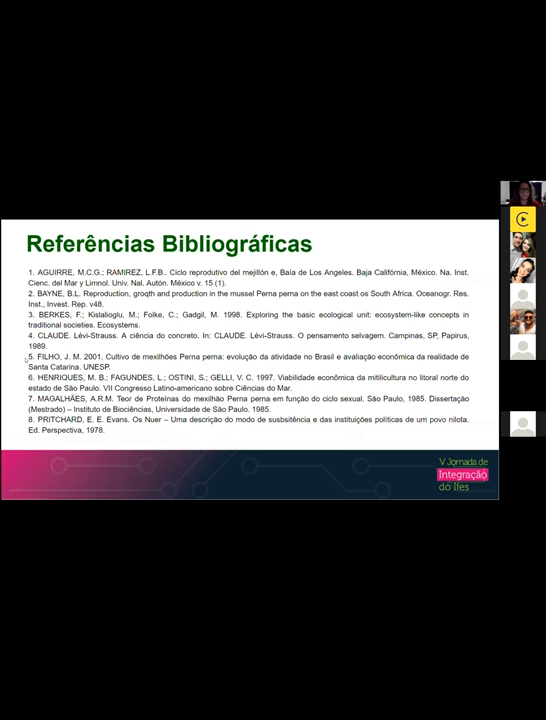 Referências Bibliográficas
1. AGUIRRE, M.C.G.; RAMIREZ, L.F.B.. Ciclo reprodutivo del mejillón e, Baía de Los Angeles. Baja Califórnia, México. Na. Inst.
Cienc. del Mar y Limnol. Univ. Nal. Autón. México v. 15 (1).
2. BAYNE, B.L. Reproduction, groqth and production in the mussel Perna perna on the east coast os South Africa. Oceanogr. Res.
Inst., Invest. Rep. v48.
3. BERKES, F.; Kislalioglu, M.; Folke, C.; Gadgil, M. 1998. Exploring the basic ecological unit: ecosystem-like concepts in
traditional societies. Ecosystems.
4. CLAUDE. Lévi-Strauss. A ciência do concreto. In: CLAUDE. Lévi-Strauss. O pensamento selvagem. Campinas, SP, Papirus,
1989.
5. FILHO, J. M. 2001. Cultivo de mexilhões Perna perna: evolução da atividade no Brasil e avaliação econômica da realidade de
Santa Catarina. UNESP.
6. HENRIQUES, M. B.; FAGUNDES, L.; OSTINI, S.; GELLI, V. C. 1997. Viabilidade econômica da mitilicultura no litoral norte do
estado de São Paulo. VII Congresso Latino-americano sobre Ciências do Mar.
7. MAGALHÃES, A.R.M. Teor de Proteínas do mexilhão Perna perna em função do ciclo sexual. São Paulo, 1985. Dissertação
(Mestrado) – Instituto de Biociências, Universidade de São Paulo. 1985.
8. PRITCHARD, E. E. Evans. Os Nuer – Uma descrição do modo de susbsitência e das instituições políticas de um povo nilota.
Ed. Perspectiva, 1978.
V Jornada de
Integração
do Ifes